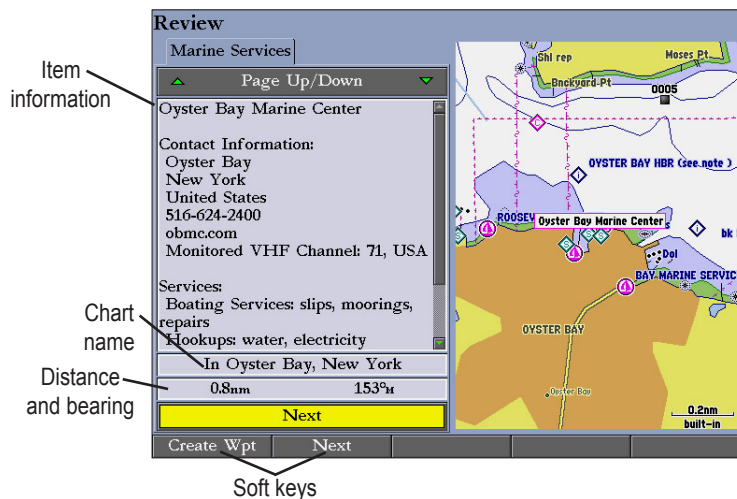 Review
Marine Services
Page Up/Down
Oyster Bay Marine Center
Contact Information:
Oyster Bay
New York
United States
516-624-2400
obmc.com
Monitored VHF Channel: 71, USA
Services:
Boating Services: slips, moorings,
repairs
Hookups: water, electricity
In Oyster Bay, New York
0.8nm 153°M
Next
Create Wpt Next
Item
information
Chart
name
Distance
and bearing
Soft keys
Shl rep
Moses Pt
Backyard Pt
0005
C
OYSTER BAY HBR (see note )
i
ROOSEV
Oyster Bay Marine Center
S
S
S
S
i
bk
Dol
BAY MARINE SERVIC
OYSTER BAY
Oyster Bay
0.2nm
built-in